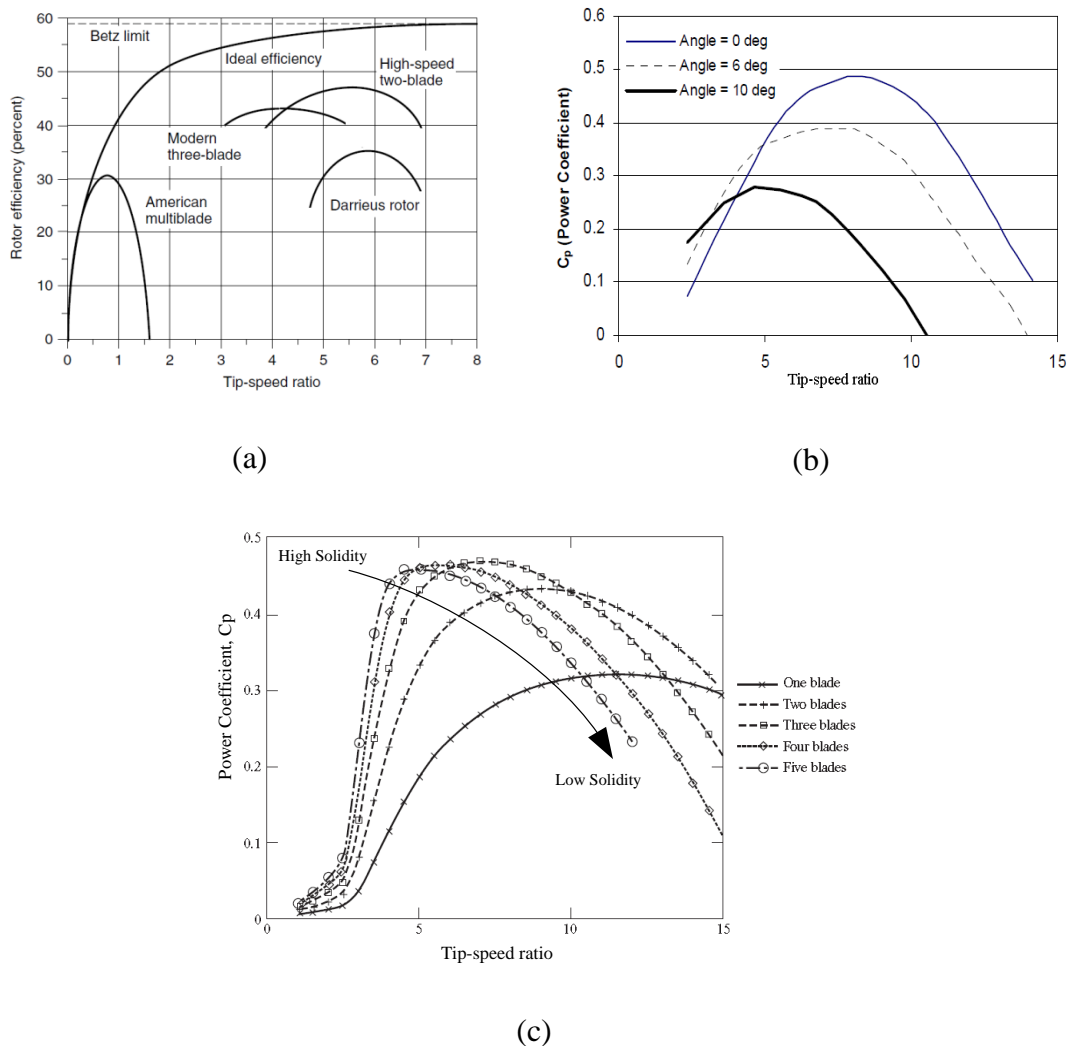 60
50
40
30
20
10
0
Rotor efficiency (percent)
Betz limit
Ideal efficiency
High-speed
two-blade
Modern
three-blade
American
multiblade
Darrieus rotor
0 1 2 3 4 5 6 7 8
Tip-speed ratio
(a)
0.6
0.5
0.4
0.3
0.2
0.1
0
Cp (Power Coefficient)
Angle = 0 deg
Angle = 6 deg
Angle = 10 deg
0 5 10 15
Tip-speed ratio
(b)
0.5
0.4
0.3
0.2
0.1
0
Power Coefficient, Cp
High Solidity
Low Solidity
One blade
Two blades
Three blades
Four blades
Five blades
0 5 10 15
Tip-speed ratio
(c)